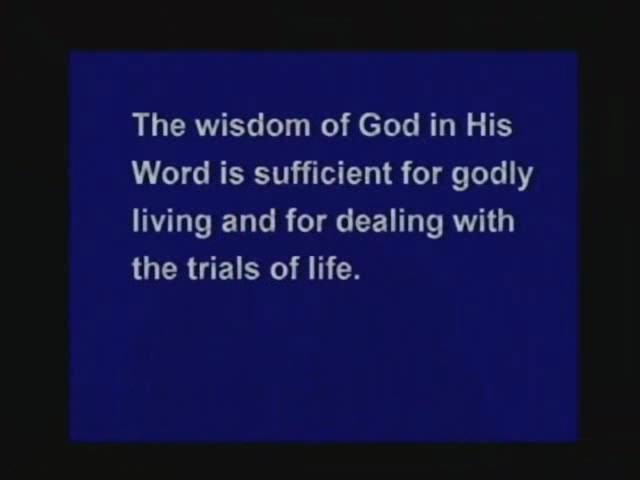 The wisdom of God in His
Word is sufficient for godly
living and for dealing with
the trials of life.